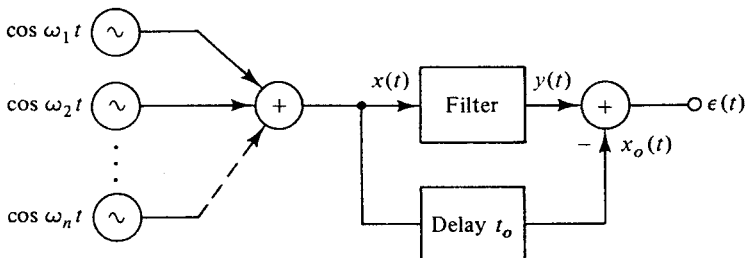 cos ω₁ t
~
x(t)
y(t)
cos ω₂ t
~
+
Filter
+
ϵ(t)
−
xₒ(t)
cos ωₙ t
~
Delay tₒ